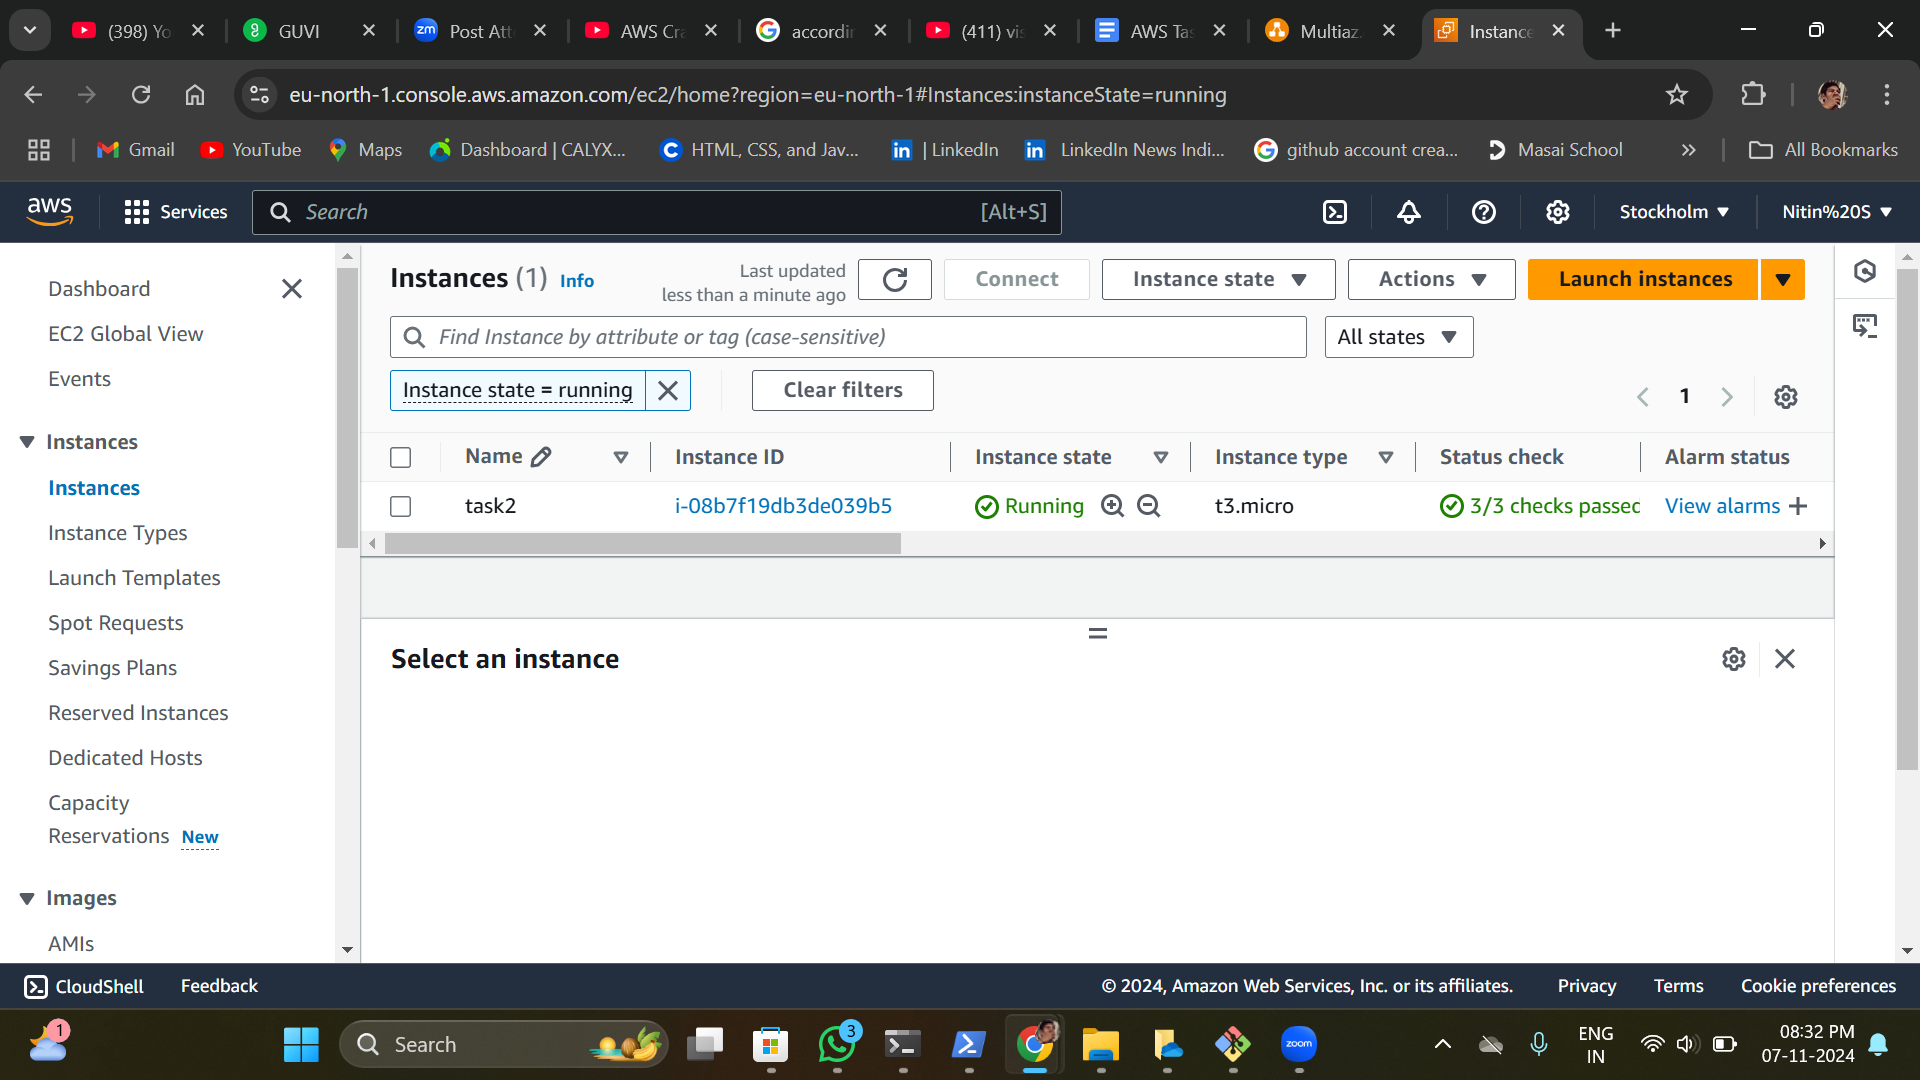 (398) Yo
GUVI
zm Post Att
AWS Cra
accordin
(411) vis
AWS Tas
Multiaz.
Instance
eu-north-1.console.aws.amazon.com/ec2/home?region=eu-north-1#Instances:instanceState=running
Gmail
YouTube
Maps
Dashboard | CALYX...
HTML, CSS, and Jav...
| LinkedIn
LinkedIn News Indi...
github account crea...
Masai School
All Bookmarks
aws
Services
Search
[Alt+S]
Stockholm
Nitin%20S
Dashboard
EC2 Global View
Events
Instances
Instances
Instance Types
Launch Templates
Spot Requests
Savings Plans
Reserved Instances
Dedicated Hosts
Capacity
Reservations New
Images
AMIs
Instances (1) Info
Last updated
less than a minute ago
Connect
Instance state
Actions
Launch instances
Find Instance by attribute or tag (case-sensitive)
All states
Instance state = running
Clear filters
1
Name
Instance ID
Instance state
Instance type
Status check
Alarm status
task2
i-08b7f19db3de039b5
Running
t3.micro
3/3 checks passed
View alarms +
Select an instance
CloudShell
Feedback
© 2024, Amazon Web Services, Inc. or its affiliates.
Privacy
Terms
Cookie preferences
1
Search
3
zoom
ENG
IN
08:32 PM
07-11-2024